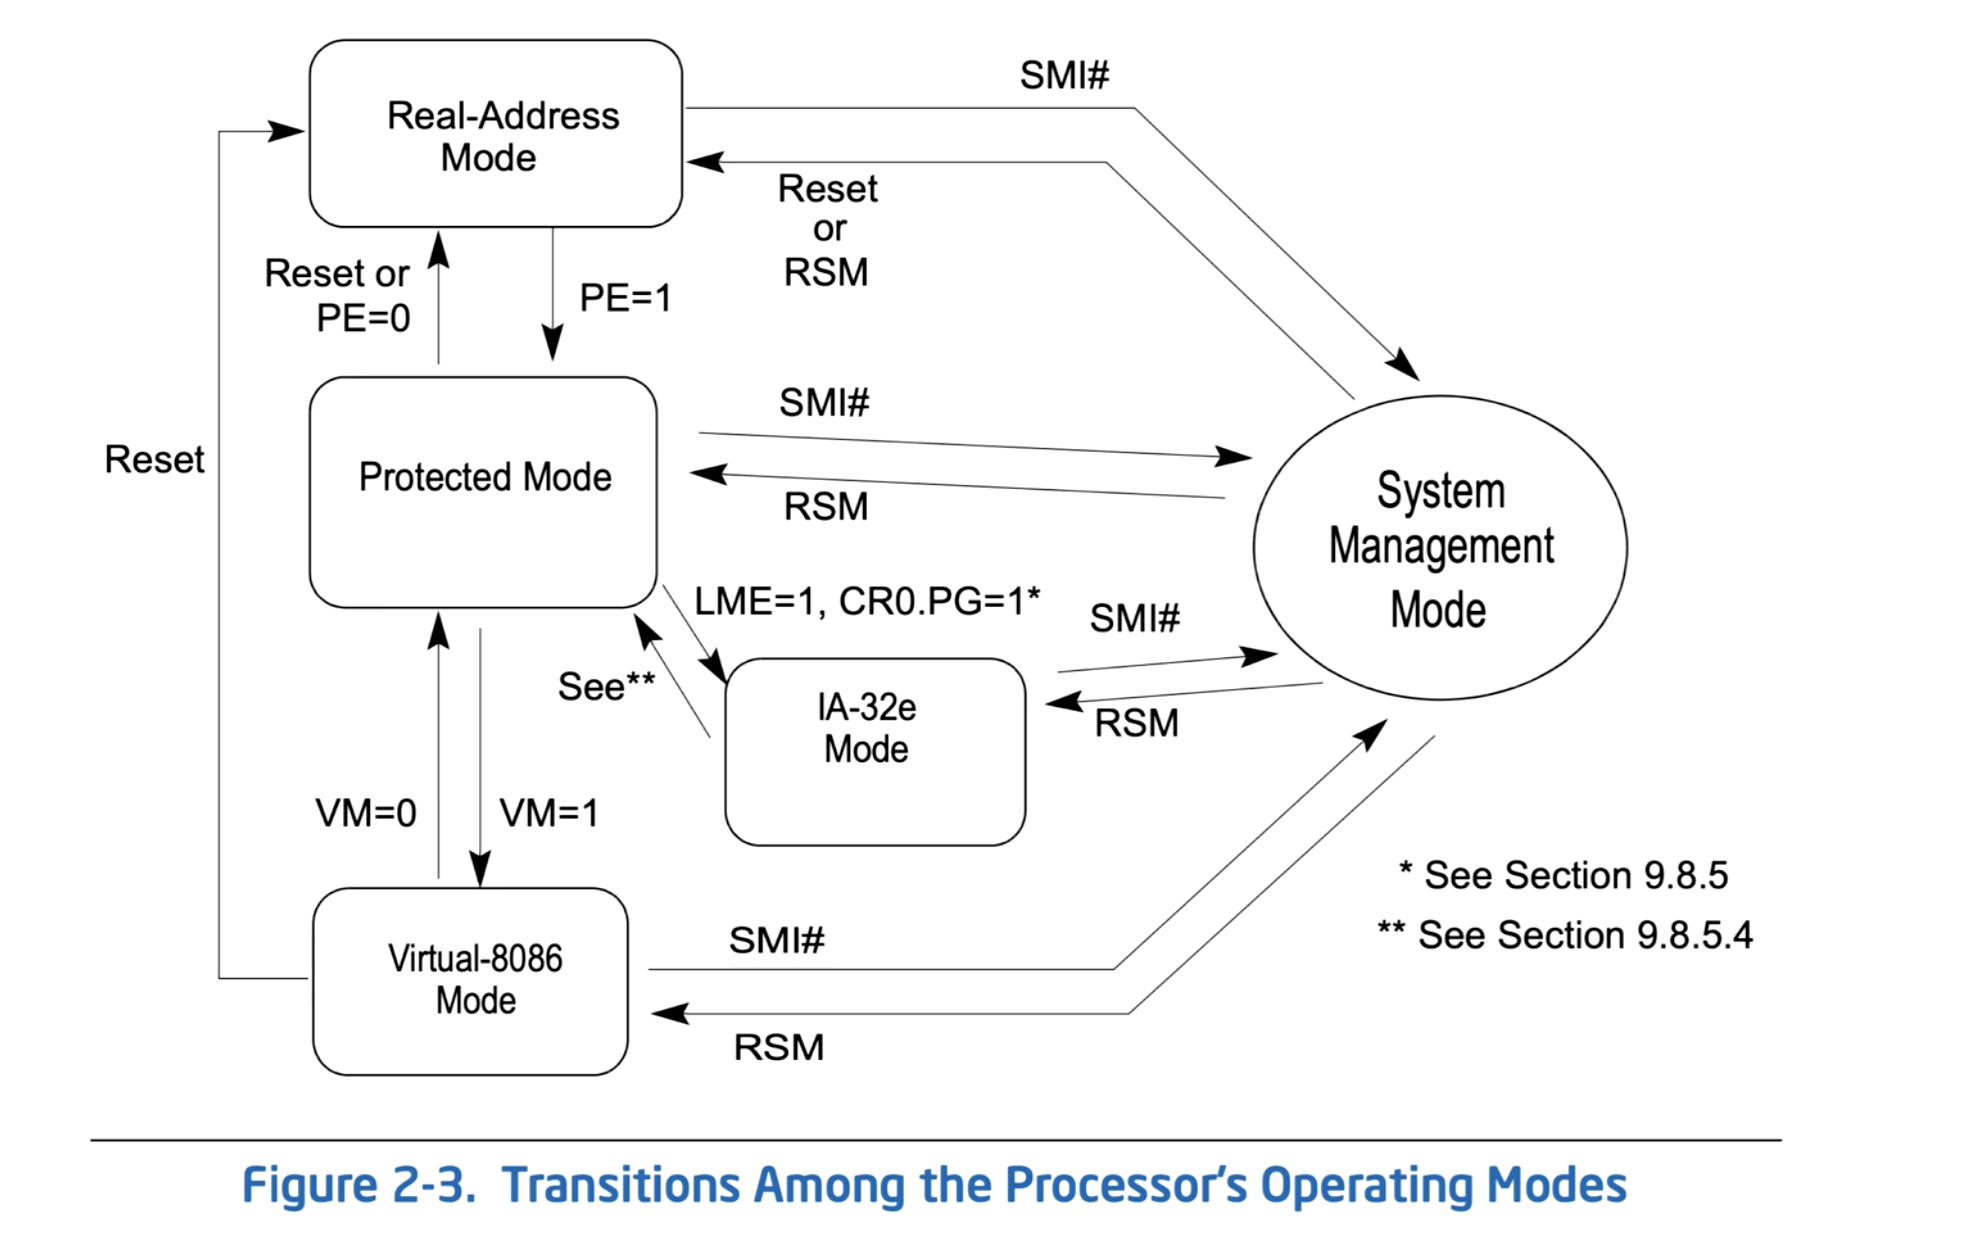 SMI#
Real-Address
Mode
Reset
or
RSM
Reset or
PE=0
PE=1
SMI#
Reset
Protected Mode
RSM
System
Management
Mode
LME=1, CR0.PG=1*
SMI#
See**
IA-32e
Mode
RSM
VM=0
VM=1
* See Section 9.8.5
** See Section 9.8.5.4
SMI#
Virtual-8086
Mode
RSM
Figure 2-3. Transitions Among the Processor’s Operating Modes